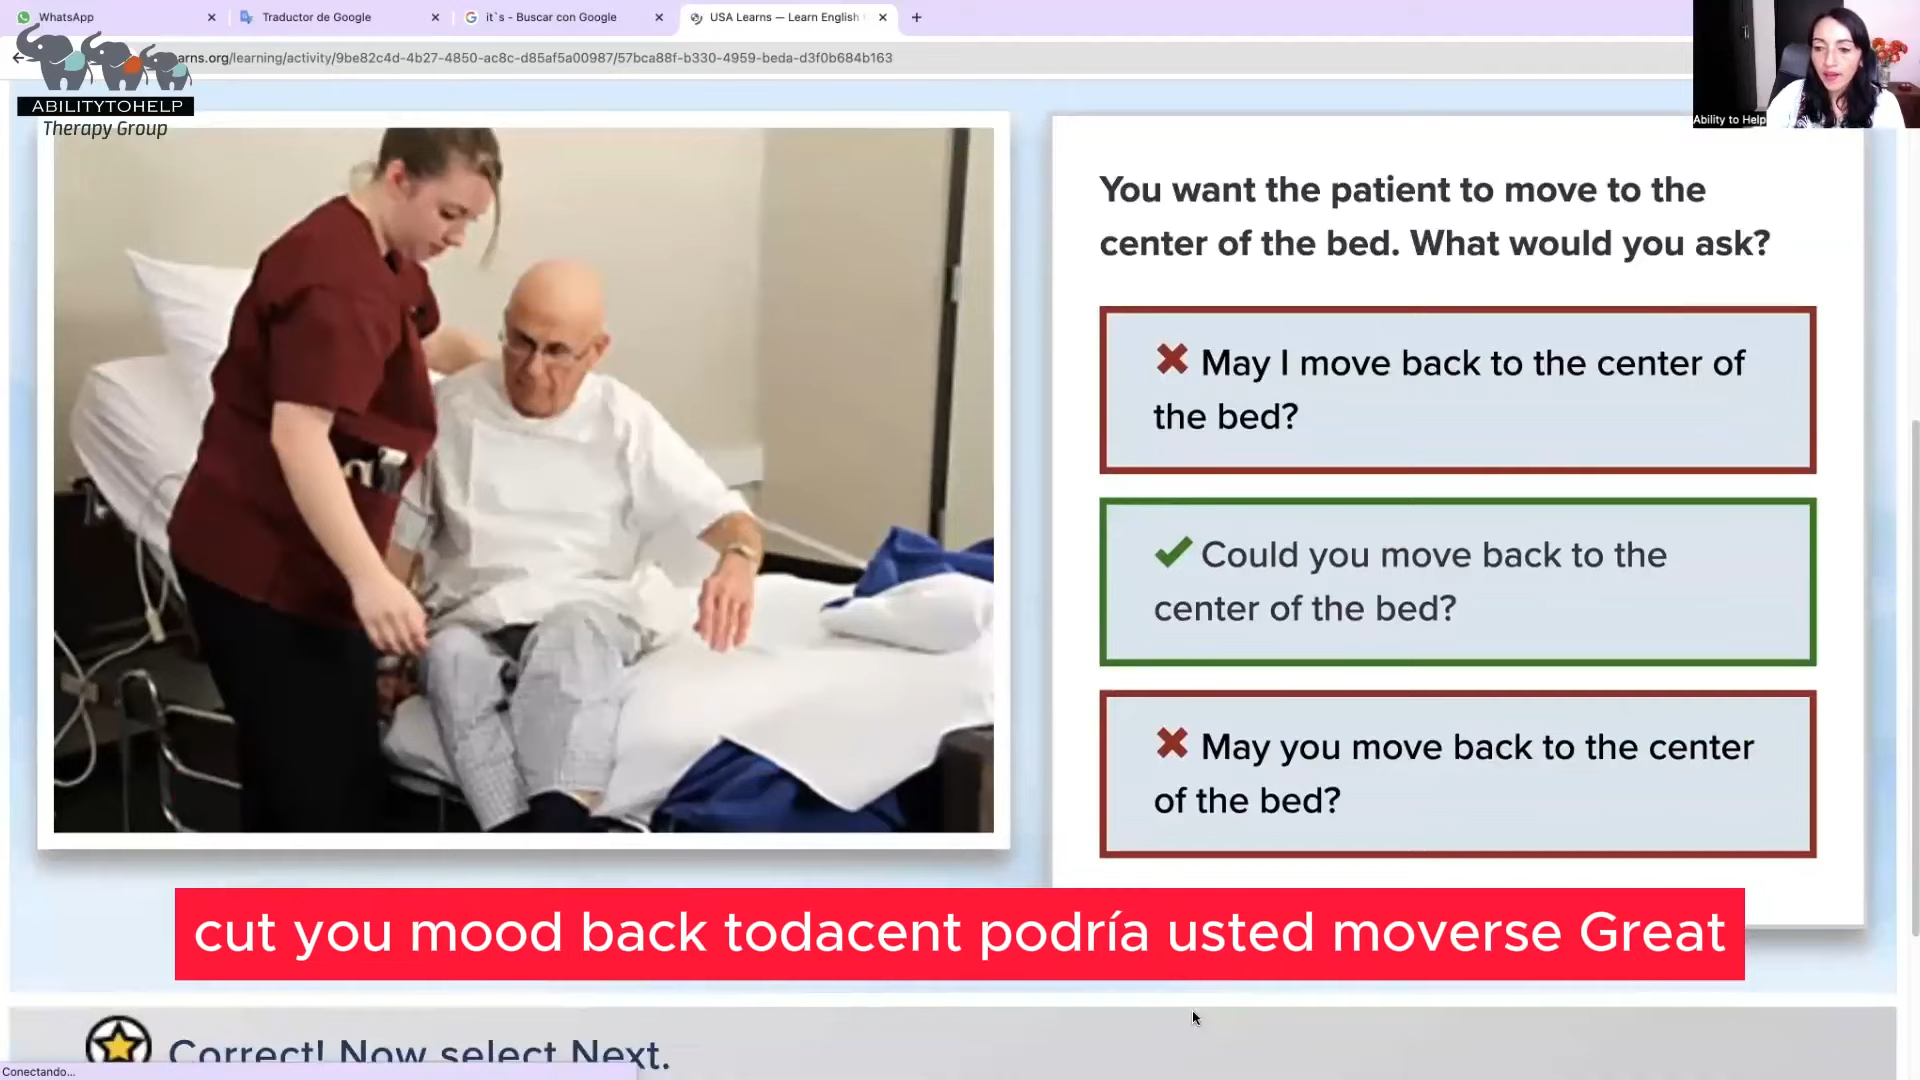 WhatsApp
Traductor de Google
it`s - Buscar con Google
USA Learns — Learn English
arns.org/learning/activity/9be82c4d-4b27-4850-ac8c-d85af5a00987/57bca88f-b330-4959-beda-d3f0b684b163
ABILITYTOHELP
Therapy Group
Ability to Help
You want the patient to move to the
center of the bed. What would you ask?
May I move back to the center of
the bed?
Could you move back to the
center of the bed?
May you move back to the center
of the bed?
cut you mood back todacent podría usted moverse Great
Correct! Now select Next.
Conectando...